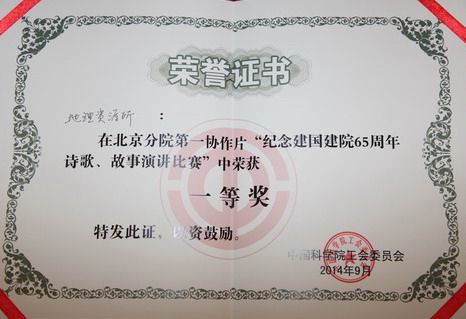 荣誉证书
地理资源所：
在北京分院第一协作片“纪念建国建院65周年
诗歌、故事演讲比赛”中荣获
一等奖
特发此证，以资鼓励。
中国科学院工会委员会
2014年9月